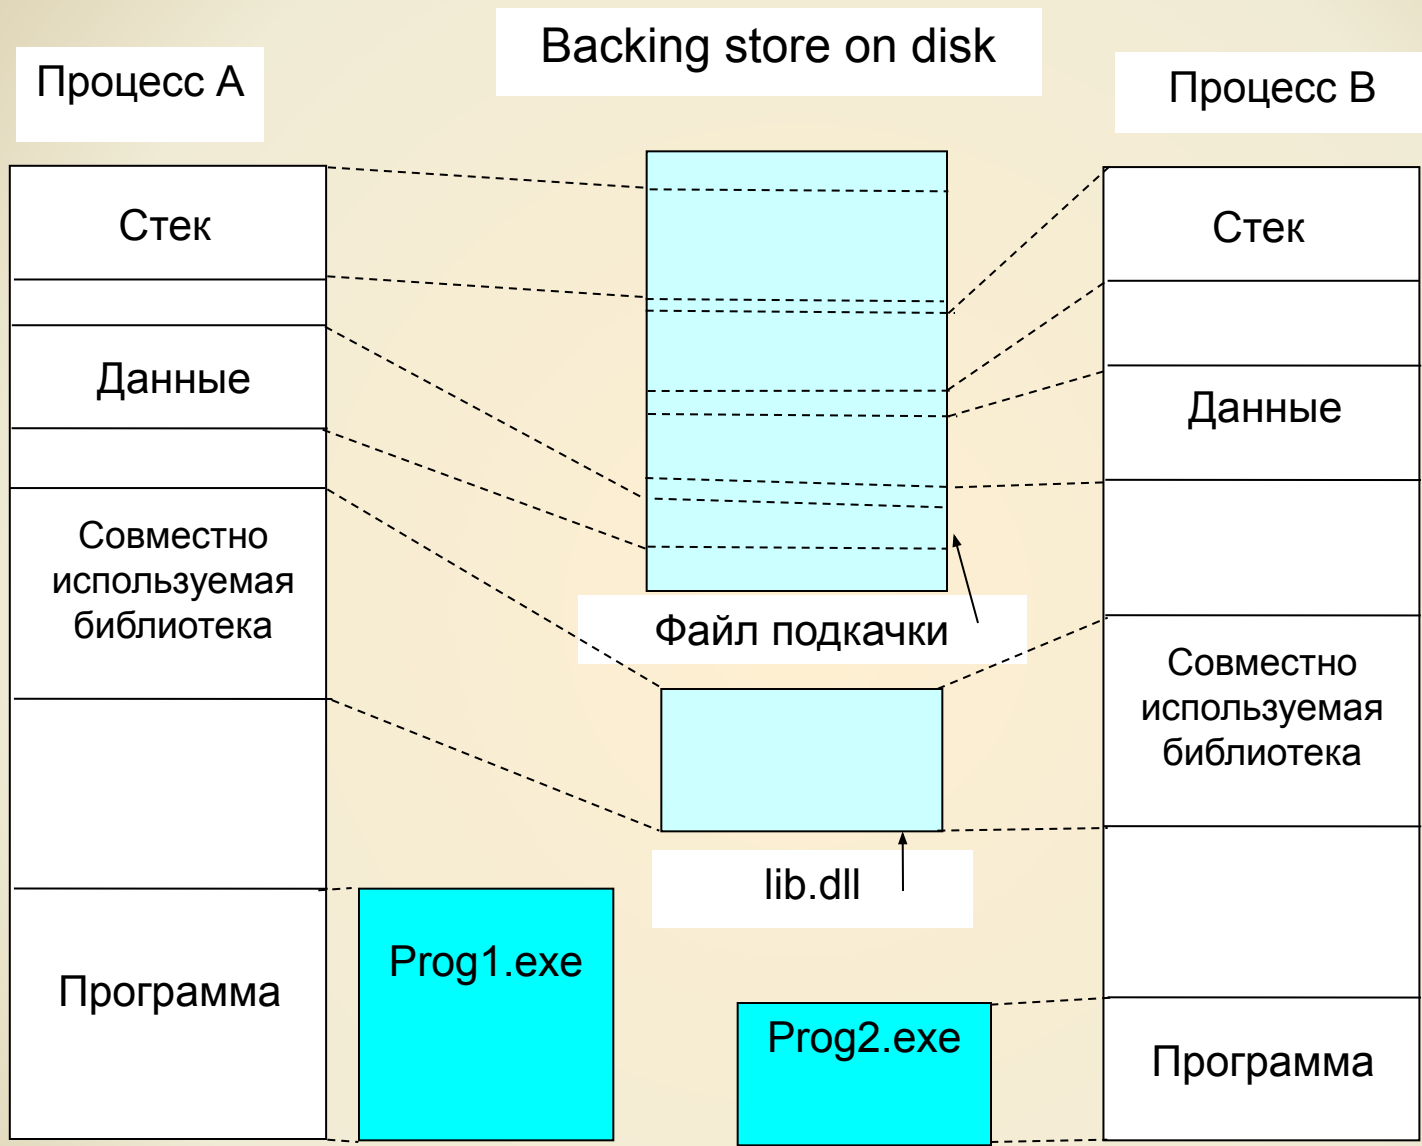 Backing store on disk
Процесс A
Процесс B
Стек
Данные
Совместно
используемая
библиотека
Программа
Файл подкачки
lib.dll
Prog1.exe
Prog2.exe
Стек
Данные
Совместно
используемая
библиотека
Программа